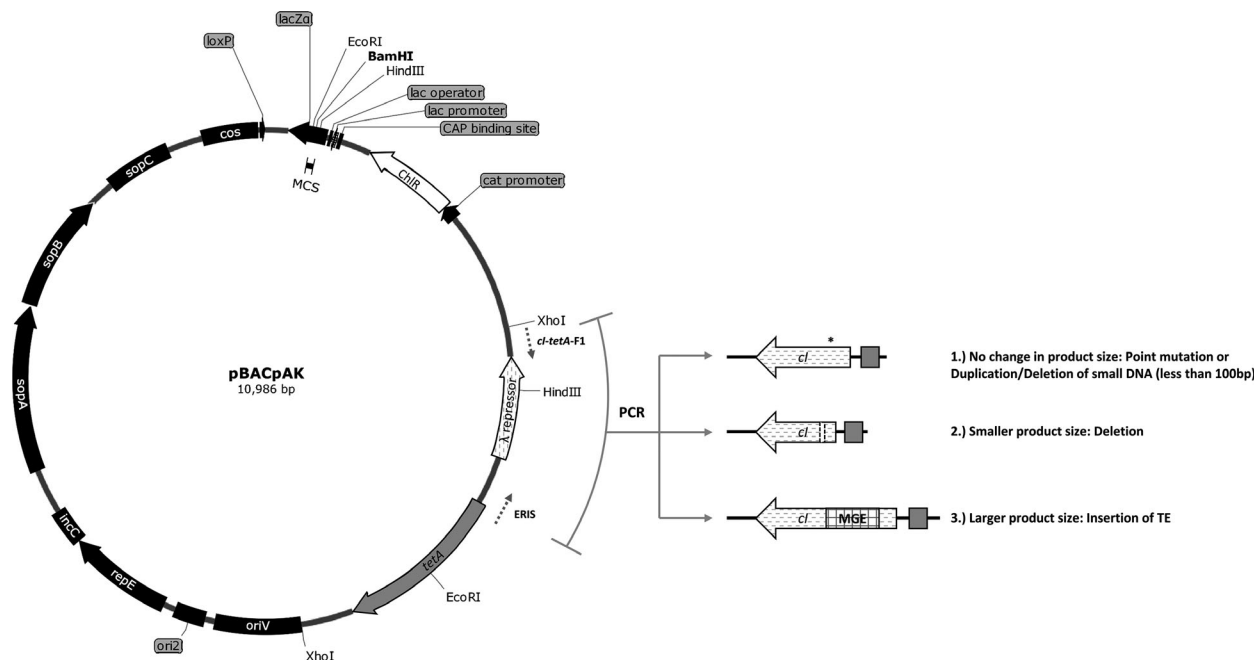 lacZα
loxP
EcoRI
BamHI
HindIII
lac operator
lac promoter
CAP binding site
cos
MCS
ChlR
cat promoter
sopC
sopB
sopA
incC
repE
ori2
oriV
XhoI
EcoRI
tetA
ERIS
λ repressor
HindIII
cI-tetA-F1
XhoI
pBACpAK
10,986 bp
PCR
*
cI
1.) No change in product size: Point mutation or
Duplication/Deletion of small DNA (less than 100bp)
cI
2.) Smaller product size: Deletion
cI
MGE
3.) Larger product size: Insertion of TE